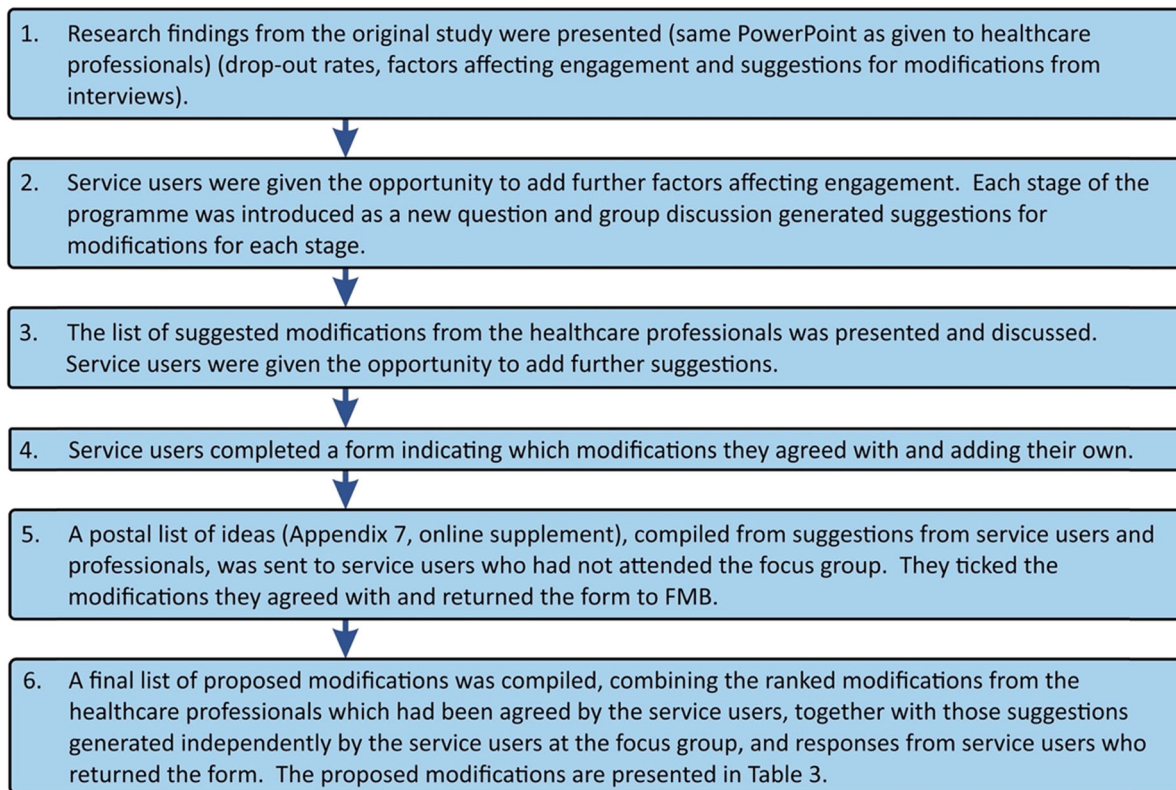 1. Research findings from the original study were presented (same PowerPoint as given to healthcare
professionals) (drop-out rates, factors affecting engagement and suggestions for modifications from
interviews).
2. Service users were given the opportunity to add further factors affecting engagement. Each stage of the
programme was introduced as a new question and group discussion generated suggestions for
modifications for each stage.
3. The list of suggested modifications from the healthcare professionals was presented and discussed.
Service users were given the opportunity to add further suggestions.
4. Service users completed a form indicating which modifications they agreed with and adding their own.
5. A postal list of ideas (Appendix 7, online supplement), compiled from suggestions from service users and
professionals, was sent to service users who had not attended the focus group. They ticked the
modifications they agreed with and returned the form to FMB.
6. A final list of proposed modifications was compiled, combining the ranked modifications from the
healthcare professionals which had been agreed by the service users, together with those suggestions
generated independently by the service users at the focus group, and responses from service users who
returned the form. The proposed modifications are presented in Table 3.